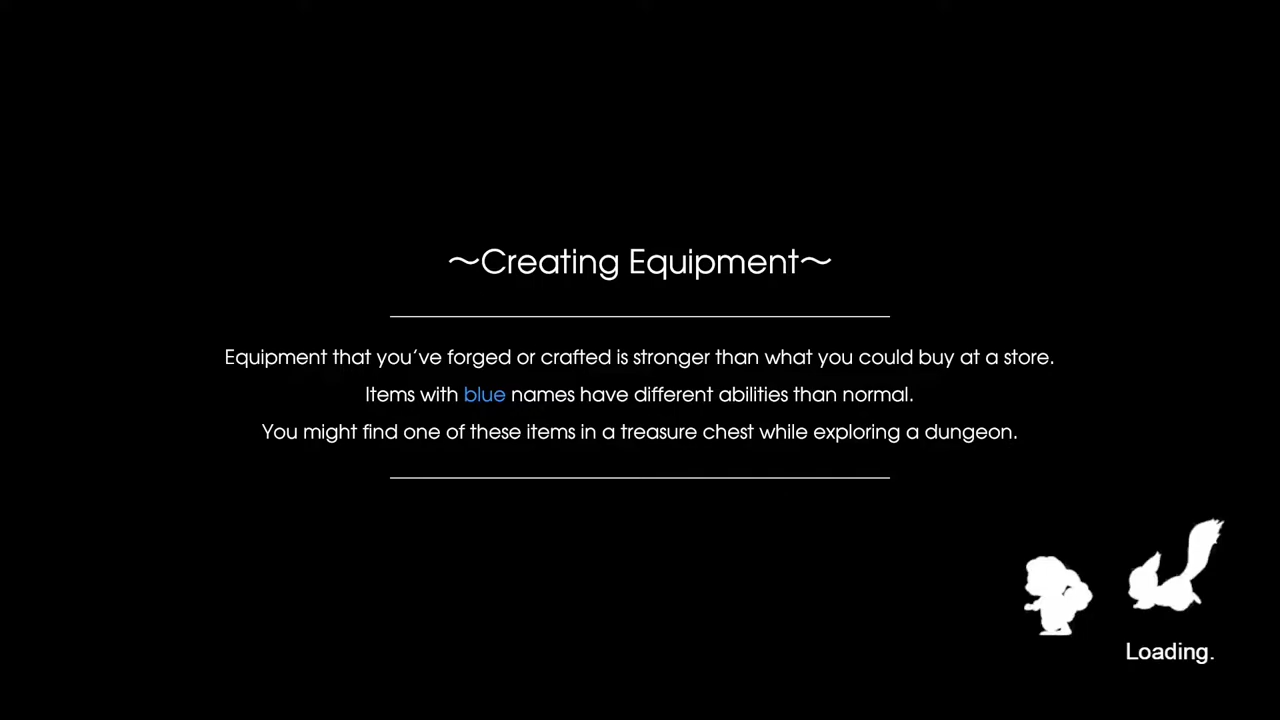 ～Creating Equipment～
Equipment that you've forged or crafted is stronger than what you could buy at a store.
Items with blue names have different abilities than normal.
You might find one of these items in a treasure chest while exploring a dungeon.
Loading.